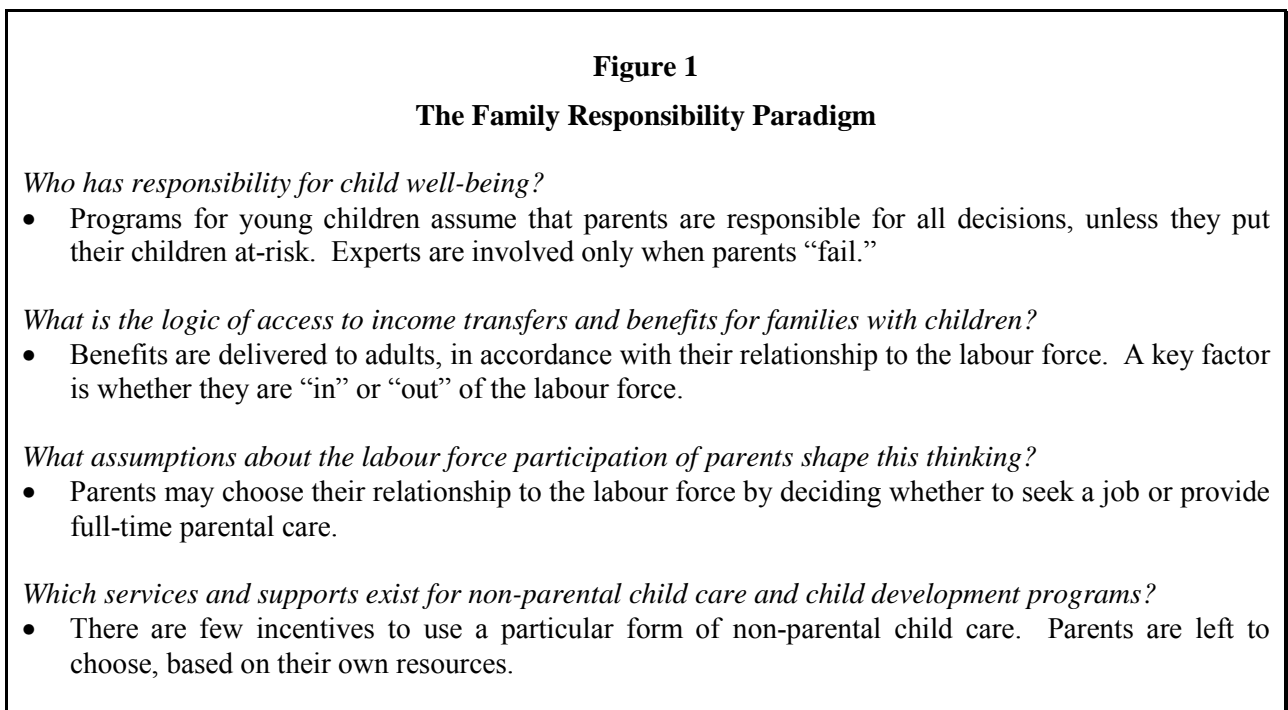 Figure 1
The Family Responsibility Paradigm
Who has responsibility for child well-being?
• Programs for young children assume that parents are responsible for all decisions, unless they put
their children at-risk. Experts are involved only when parents “fail.”
What is the logic of access to income transfers and benefits for families with children?
• Benefits are delivered to adults, in accordance with their relationship to the labour force. A key factor
is whether they are “in” or “out” of the labour force.
What assumptions about the labour force participation of parents shape this thinking?
• Parents may choose their relationship to the labour force by deciding whether to seek a job or provide
full-time parental care.
Which services and supports exist for non-parental child care and child development programs?
• There are few incentives to use a particular form of non-parental child care. Parents are left to
choose, based on their own resources.